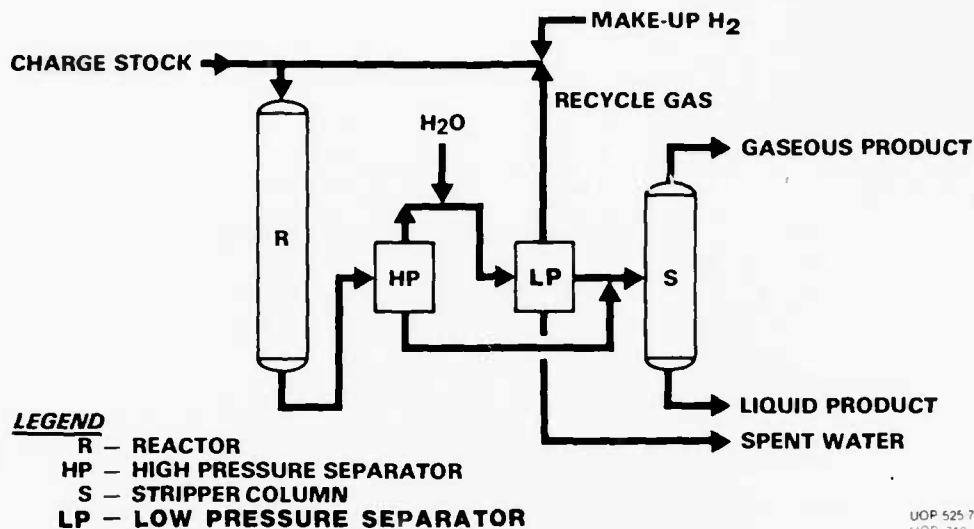 MAKE-UP H2
CHARGE STOCK
RECYCLE GAS
H2O
GASEOUS PRODUCT
R
HP
LP
S
LIQUID PRODUCT
SPENT WATER
LEGEND
R – REACTOR
HP – HIGH PRESSURE SEPARATOR
S – STRIPPER COLUMN
LP – LOW PRESSURE SEPARATOR
UOP 525